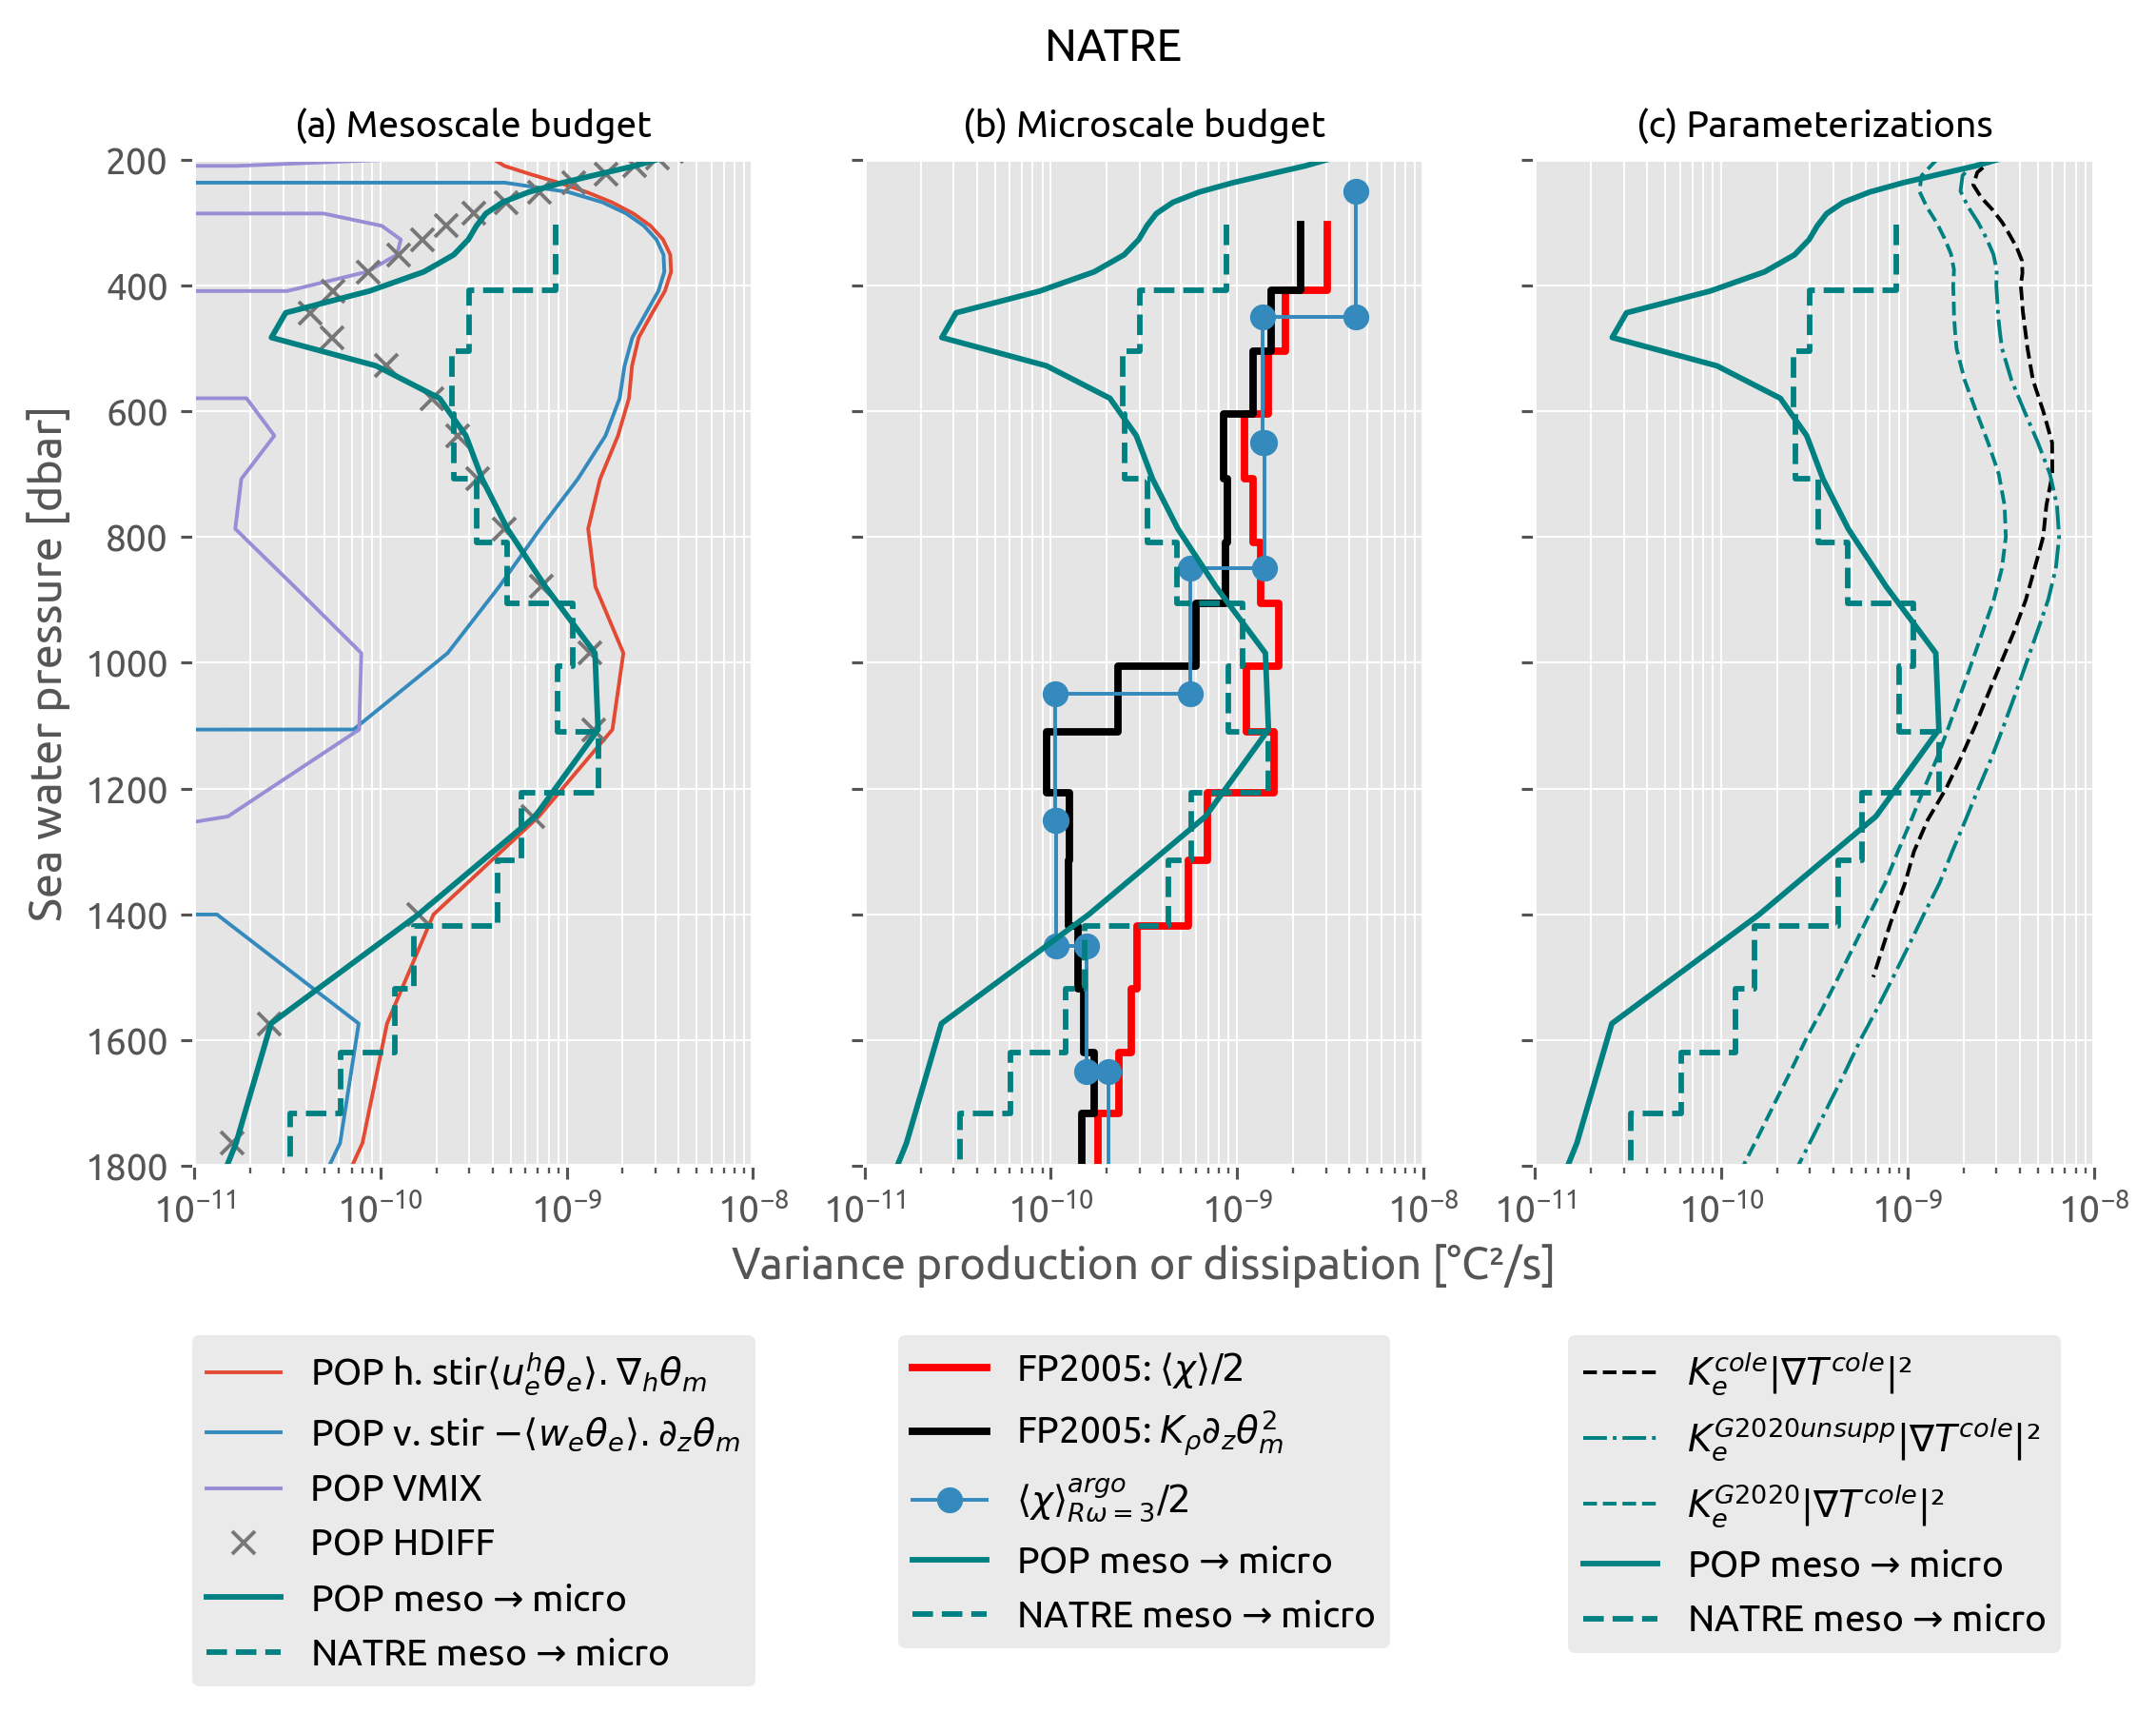 NATRE
(a) Mesoscale budget
(b) Microscale budget
(c) Parameterizations
Sea water pressure [dbar]
200
400
600
800
1000
1200
1400
1600
1800
10⁻¹¹ 10⁻¹⁰ 10⁻⁹ 10⁻⁸
10⁻¹¹ 10⁻¹⁰ 10⁻⁹ 10⁻⁸
10⁻¹¹ 10⁻¹⁰ 10⁻⁹ 10⁻⁸
Variance production or dissipation [°C²/s]
POP h. stir⟨u_e^h θ_e⟩. ∇_h θ_m
POP v. stir −⟨w_e θ_e⟩. ∂_z θ_m
POP VMIX
POP HDIFF
POP meso → micro
NATRE meso → micro
FP2005: ⟨χ⟩/2
FP2005: K_ρ ∂_z θ_m^2
⟨χ⟩_{Rω=3}^{argo}/2
POP meso → micro
NATRE meso → micro
K_e^{cole}|∇T^{cole}|²
K_e^{G2020unsupp}|∇T^{cole}|²
K_e^{G2020}|∇T^{cole}|²
POP meso → micro
NATRE meso → micro